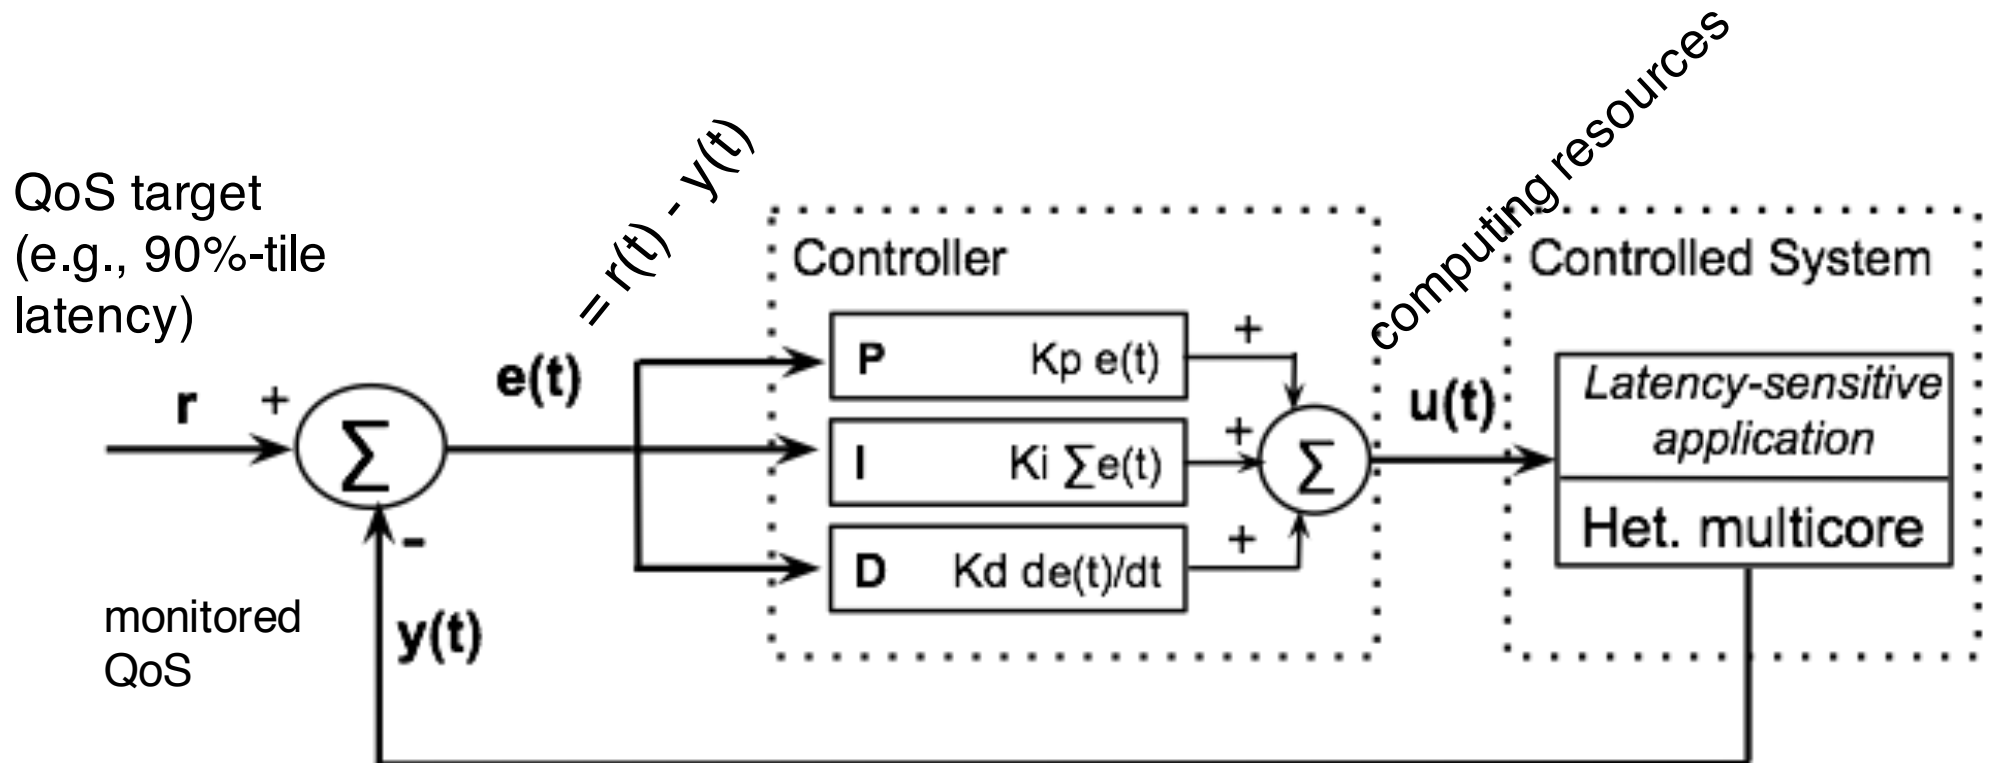 QoS target
(e.g., 90%-tile
latency)
r
+
∑
-
monitored
QoS
y(t)
e(t)
= r(t) - y(t)
Controller
P Kp e(t)
I Ki ∑e(t)
D Kd de(t)/dt
+
+
+
∑
u(t)
computing resources
Controlled System
Latency-sensitive
application
Het. multicore